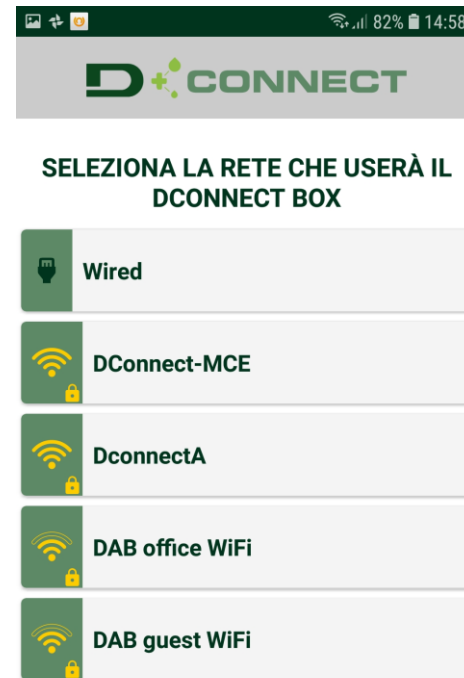 82% 14:58
D CONNECT
SELEZIONA LA RETE CHE USERÀ IL
DCONNECT BOX
Wired
DConnect-MCE
DconnectA
DAB office WiFi
DAB guest WiFi